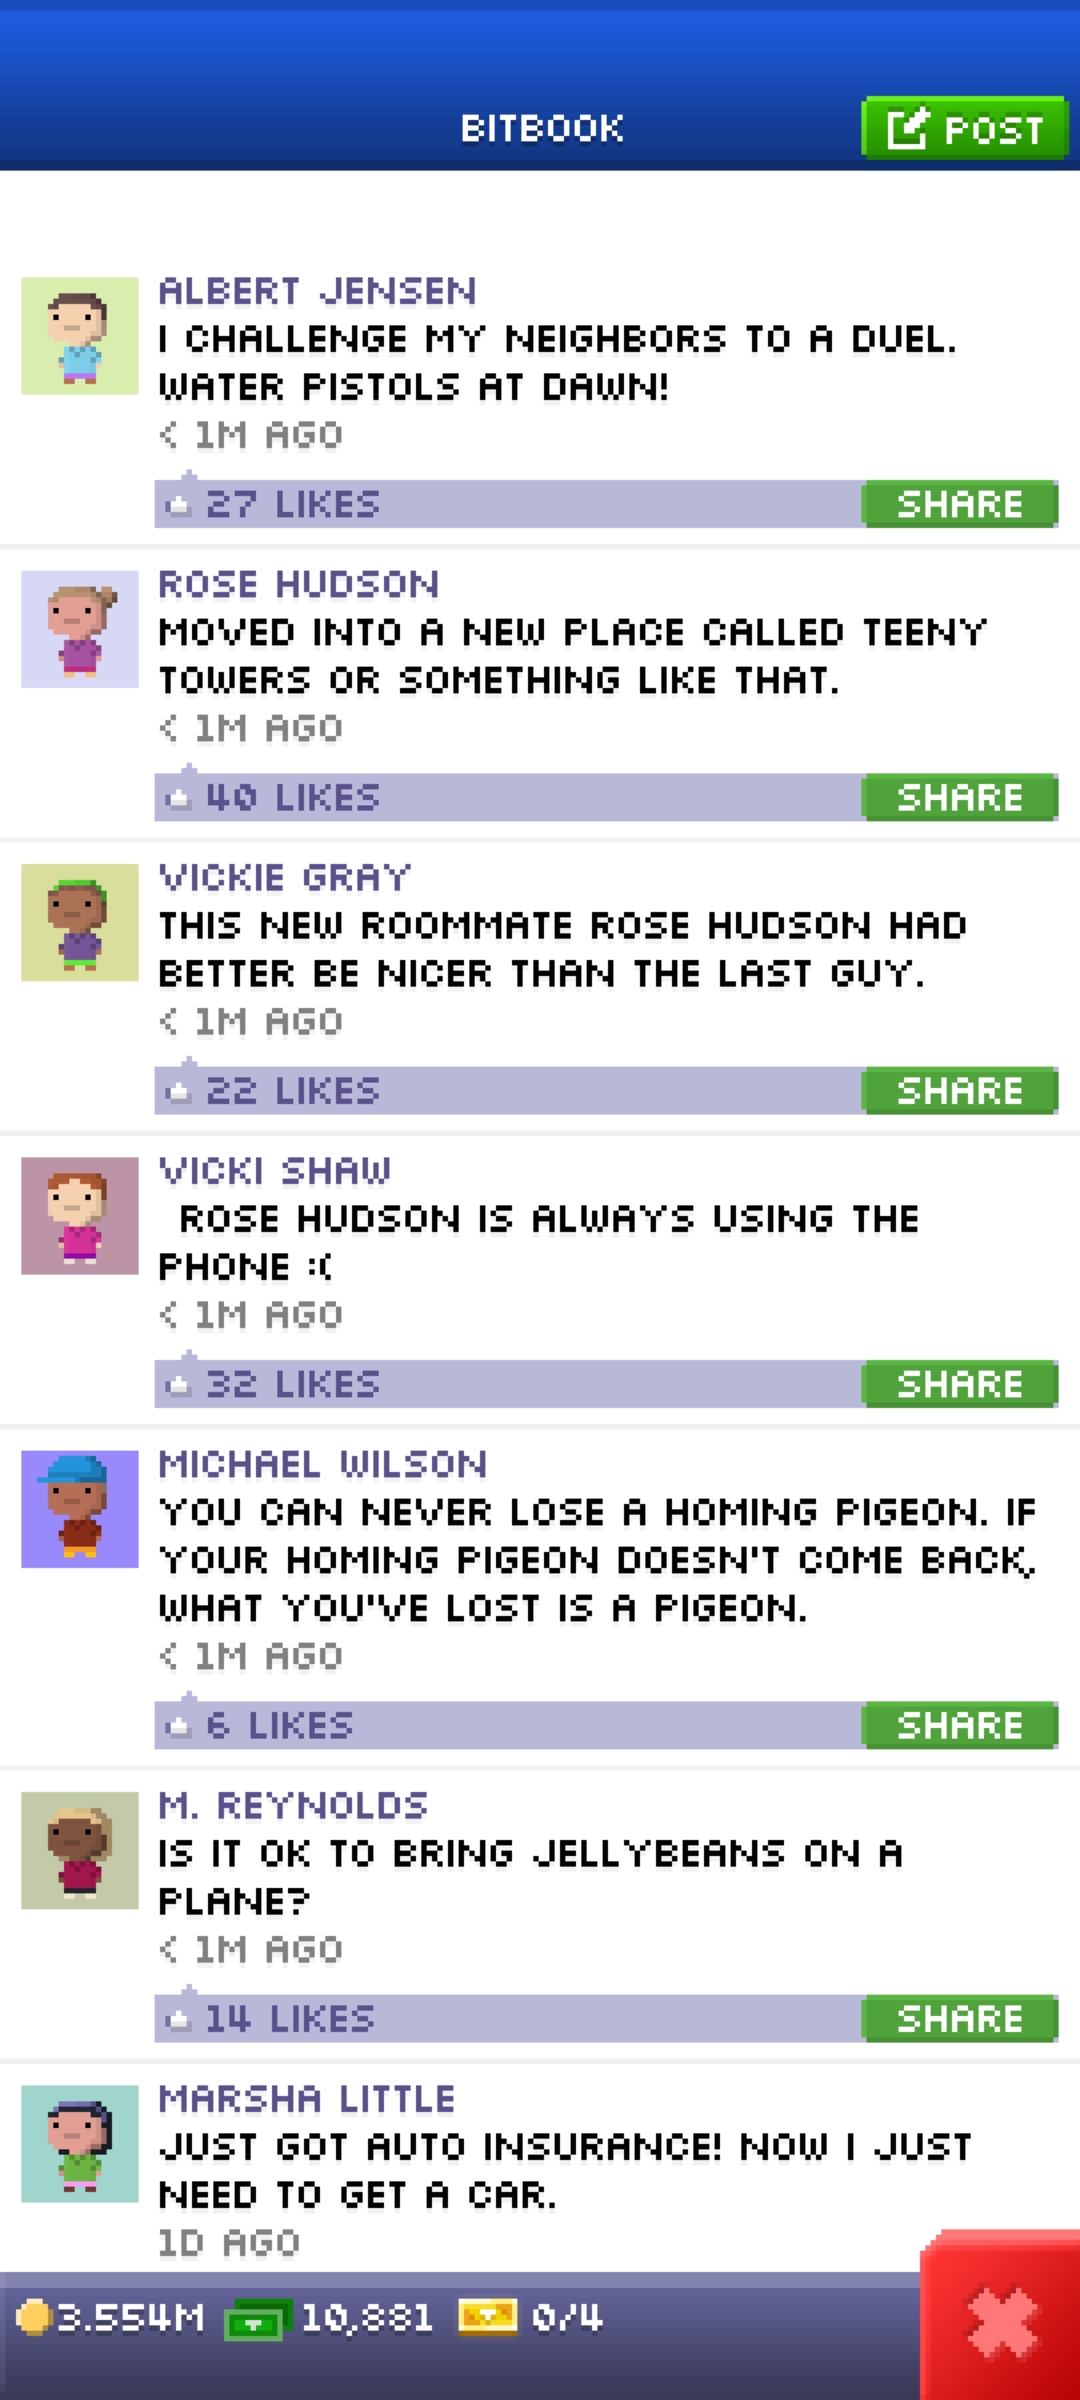 BITBOOK
POST
ALBERT JENSEN
I CHALLENGE MY NEIGHBORS TO A DUEL.
WATER PISTOLS AT DAWN!
< 1M AGO
27 LIKES
SHARE
ROSE HUDSON
MOVED INTO A NEW PLACE CALLED TEENY
TOWERS OR SOMETHING LIKE THAT.
< 1M AGO
40 LIKES
SHARE
VICKIE GRAY
THIS NEW ROOMMATE ROSE HUDSON HAD
BETTER BE NICER THAN THE LAST GUY.
< 1M AGO
22 LIKES
SHARE
VICKI SHAW
ROSE HUDSON IS ALWAYS USING THE
PHONE :(
< 1M AGO
32 LIKES
SHARE
MICHAEL WILSON
YOU CAN NEVER LOSE A HOMING PIGEON. IF
YOUR HOMING PIGEON DOESN'T COME BACK,
WHAT YOU'VE LOST IS A PIGEON.
< 1M AGO
6 LIKES
SHARE
M. REYNOLDS
IS IT OK TO BRING JELLYBEANS ON A
PLANE?
< 1M AGO
14 LIKES
SHARE
MARSHA LITTLE
JUST GOT AUTO INSURANCE! NOW I JUST
NEED TO GET A CAR.
1D AGO
3.554M 10,881 0/4